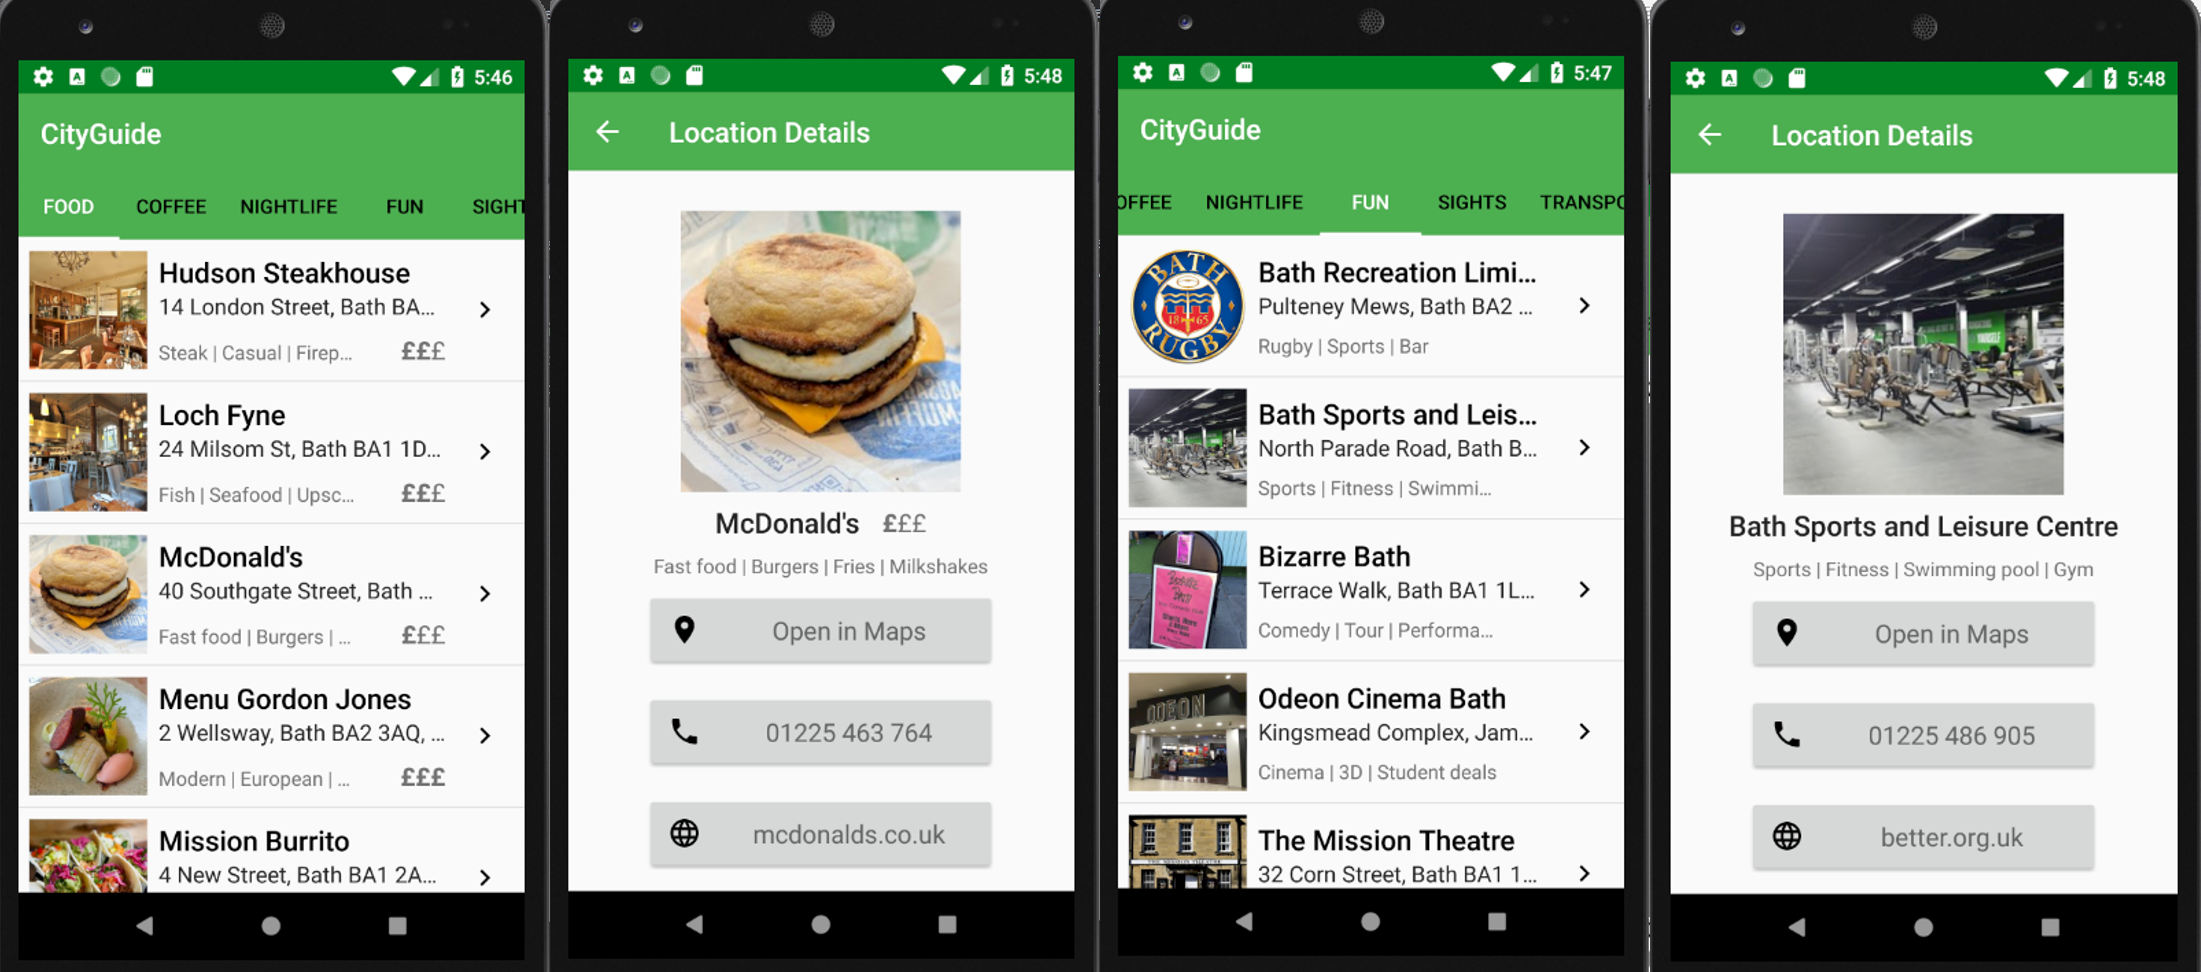 5:46
CityGuide
FOOD COFFEE NIGHTLIFE FUN SIGHT
Hudson Steakhouse
14 London Street, Bath BA...
Steak | Casual | Firep... £££
Loch Fyne
24 Milsom St, Bath BA1 1D...
Fish | Seafood | Upsc... £££
McDonald's
40 Southgate Street, Bath ...
Fast food | Burgers | ... £££
Menu Gordon Jones
2 Wellsway, Bath BA2 3AQ, ...
Modern | European | ... £££
Mission Burrito
4 New Street, Bath BA1 2A...
5:48
Location Details
McDonald's £££
Fast food | Burgers | Fries | Milkshakes
Open in Maps
01225 463 764
mcdonalds.co.uk
5:47
CityGuide
OFFEE NIGHTLIFE FUN SIGHTS TRANSPO
BATH
1865
RUGBY
Bath Recreation Limi...
Pulteney Mews, Bath BA2 ...
Rugby | Sports | Bar
Bath Sports and Leis...
North Parade Road, Bath B...
Sports | Fitness | Swimmi...
Bizarre Bath
Terrace Walk, Bath BA1 1L...
Comedy | Tour | Performa...
ODEON
Odeon Cinema Bath
Kingsmead Complex, Jam...
Cinema | 3D | Student deals
The Mission Theatre
32 Corn Street, Bath BA1 1...
5:48
Location Details
Bath Sports and Leisure Centre
Sports | Fitness | Swimming pool | Gym
Open in Maps
01225 486 905
better.org.uk